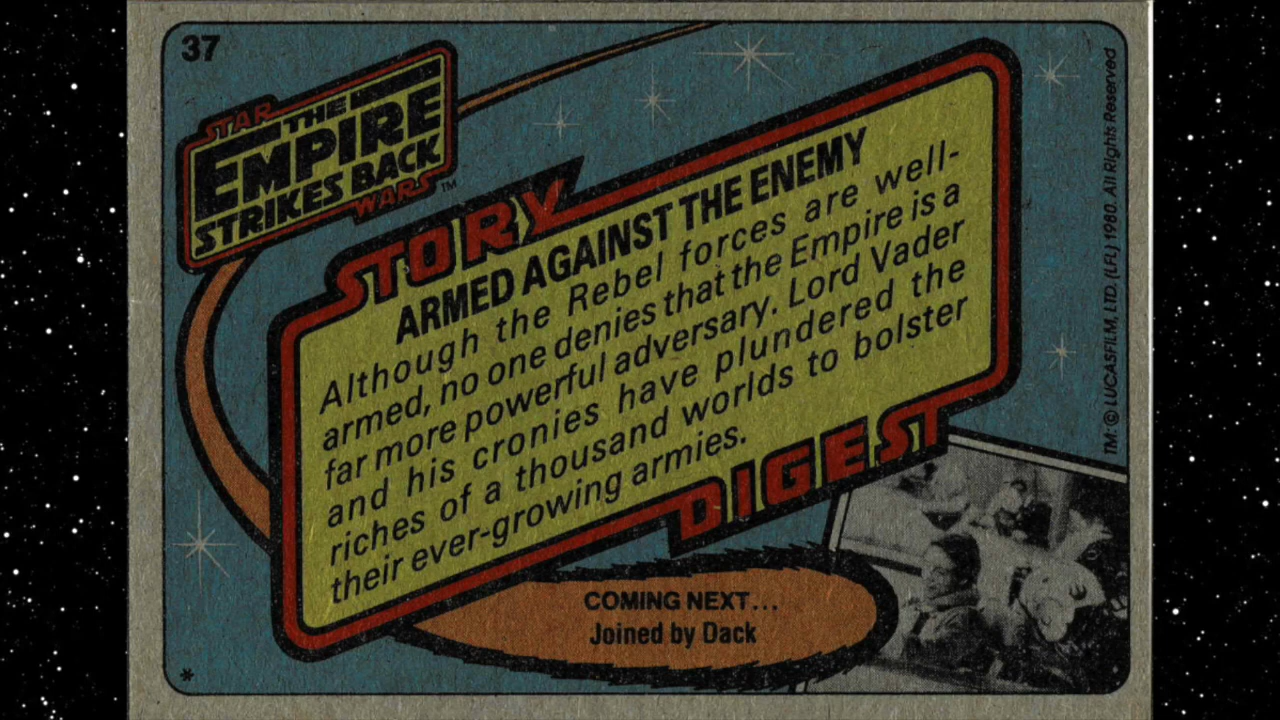 37
STAR
THE
EMPIRE
STRIKES BACK
WARS™
STORY
ARMED AGAINST THE ENEMY
Although the Rebel forces are well-
armed, no one denies that the Empire is a
far more powerful adversary. Lord Vader
and his cronies have plundered the
riches of a thousand worlds to bolster
their ever-growing armies.
DIGEST
COMING NEXT...
Joined by Dack
*
TM: © LUCASFILM, LTD. (LFL) 1980. All Rights Reserved